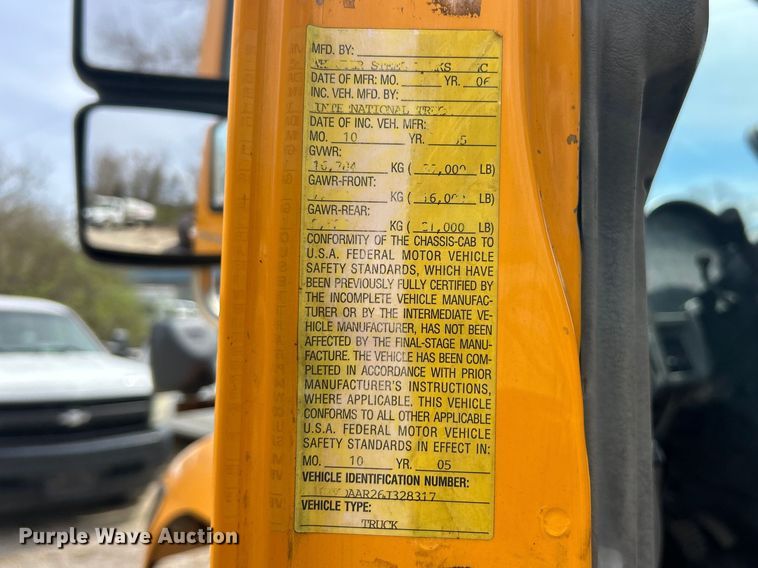 MFD. BY:
DATE OF MFR: MO. YR. 06
INC. VEH. MFD. BY:
DATE OF INC. VEH. MFR:
MO. 10 YR.
GVWR:
KG ( LB)
GAWR-FRONT:
KG ( LB)
GAWR-REAR:
KG ( LB)
CONFORMITY OF THE CHASSIS-CAB TO
U.S.A. FEDERAL MOTOR VEHICLE
SAFETY STANDARDS, WHICH HAVE
BEEN PREVIOUSLY FULLY CERTIFIED BY
THE INCOMPLETE VEHICLE MANUFAC-
TURER OR BY THE INTERMEDIATE VE-
HICLE MANUFACTURER, HAS NOT BEEN
AFFECTED BY THE FINAL-STAGE MANU-
FACTURE. THE VEHICLE HAS BEEN COM-
PLETED IN ACCORDANCE WITH PRIOR
MANUFACTURER'S INSTRUCTIONS,
WHERE APPLICABLE. THIS VEHICLE
CONFORMS TO ALL OTHER APPLICABLE
U.S.A. FEDERAL MOTOR VEHICLE
SAFETY STANDARDS IN EFFECT IN:
MO. 10 YR. 05
VEHICLE IDENTIFICATION NUMBER:
VEHICLE TYPE:
TRUCK
Purple Wave Auction